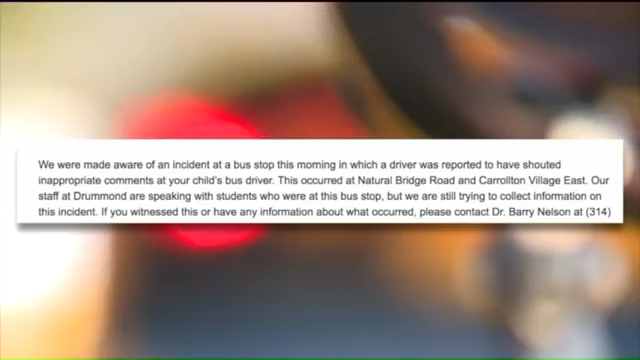 We were made aware of an incident at a bus stop this morning in which a driver was reported to have shouted
inappropriate comments at your child's bus driver. This occurred at Natural Bridge Road and Carrollton Village East. Our
staff at Drummond are speaking with students who were at this bus stop, but we are still trying to collect information on
this incident. If you witnessed this or have any information about what occurred, please contact Dr. Barry Nelson at (314)